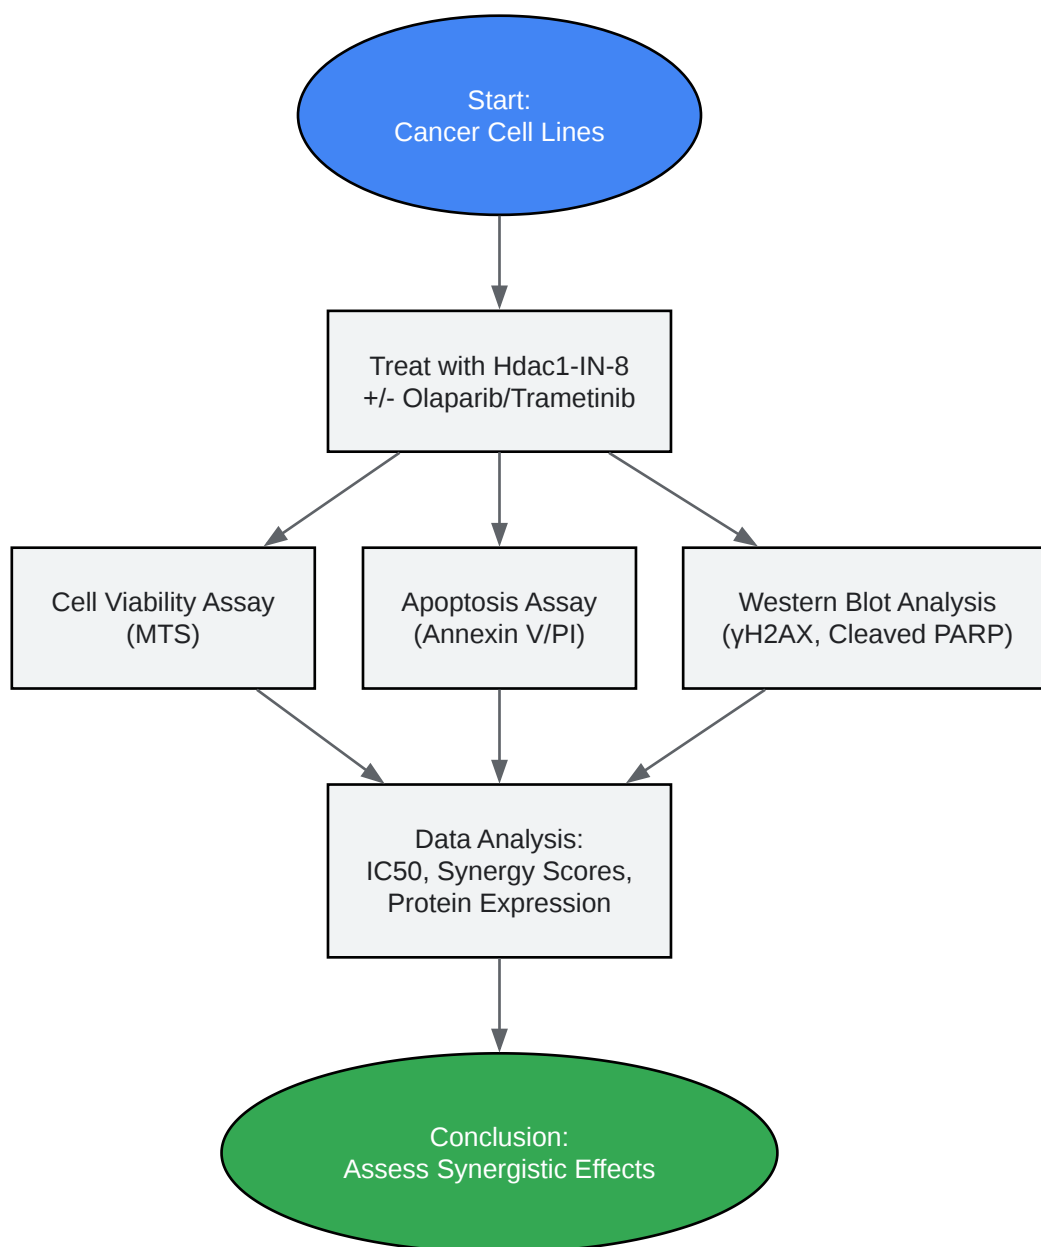 Start:
Cancer Cell Lines
Treat with Hdac1-IN-8
+/- Olaparib/Trametinib
Cell Viability Assay
(MTS)
Apoptosis Assay
(Annexin V/PI)
Western Blot Analysis
(γH2AX, Cleaved PARP)
Data Analysis:
IC50, Synergy Scores,
Protein Expression
Conclusion:
Assess Synergistic Effects